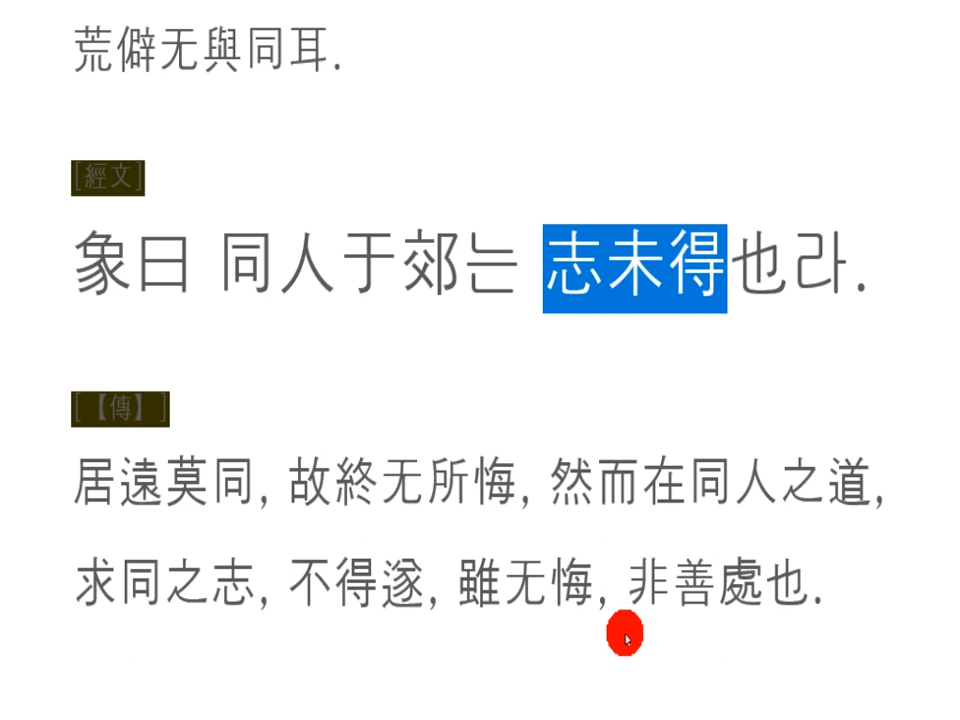 荒僻无與同耳.
[經文]
象曰 同人于郊는 志未得也라.
[【傳】]
居遠莫同, 故終无所悔, 然而在同人之道,
求同之志, 不得遂, 雖无悔, 非善處也.